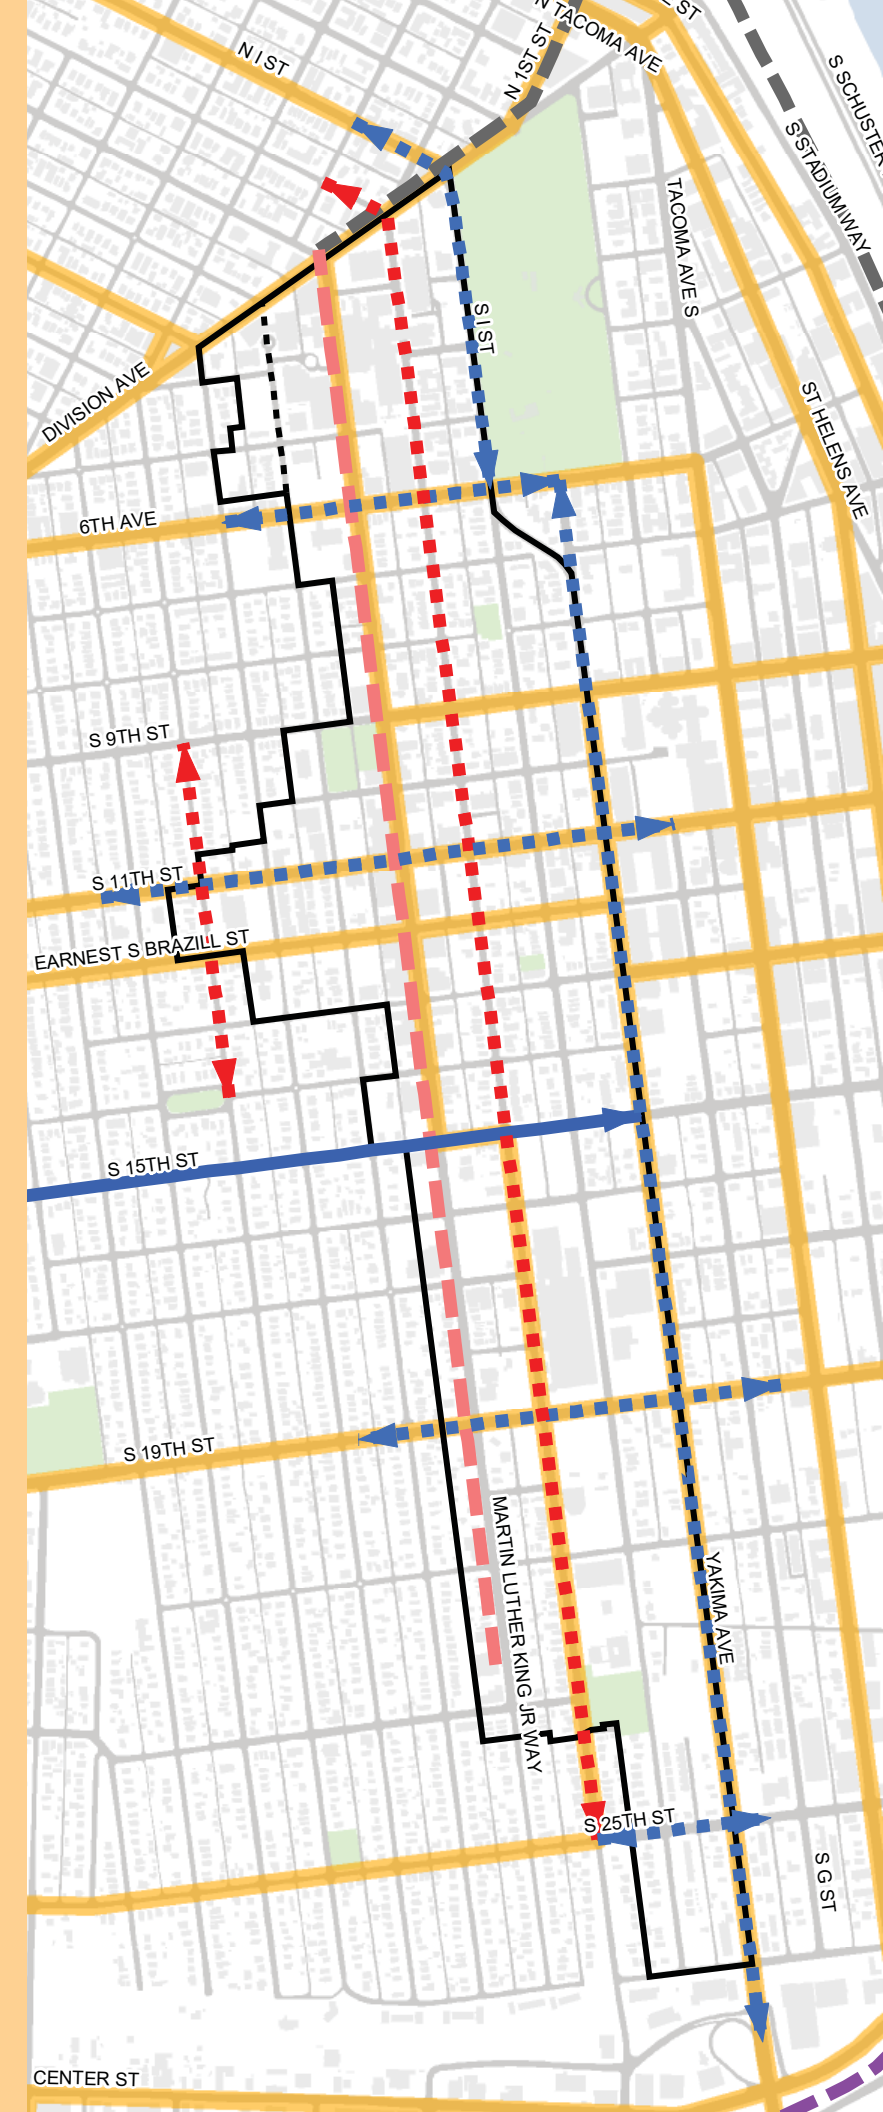 E ST
N TACOMA AVE
N I ST
N 1ST ST
S SCHUSTER
S STADIUM WAY
TACOMA AVE S
S I ST
DIVISION AVE
ST HELENS AVE
6TH AVE
S 9TH ST
S 11TH ST
EARNEST S BRAZILL ST
S 15TH ST
S 19TH ST
MARTIN LUTHER KING JR WAY
YAKIMA AVE
S 25TH ST
S G ST
CENTER ST